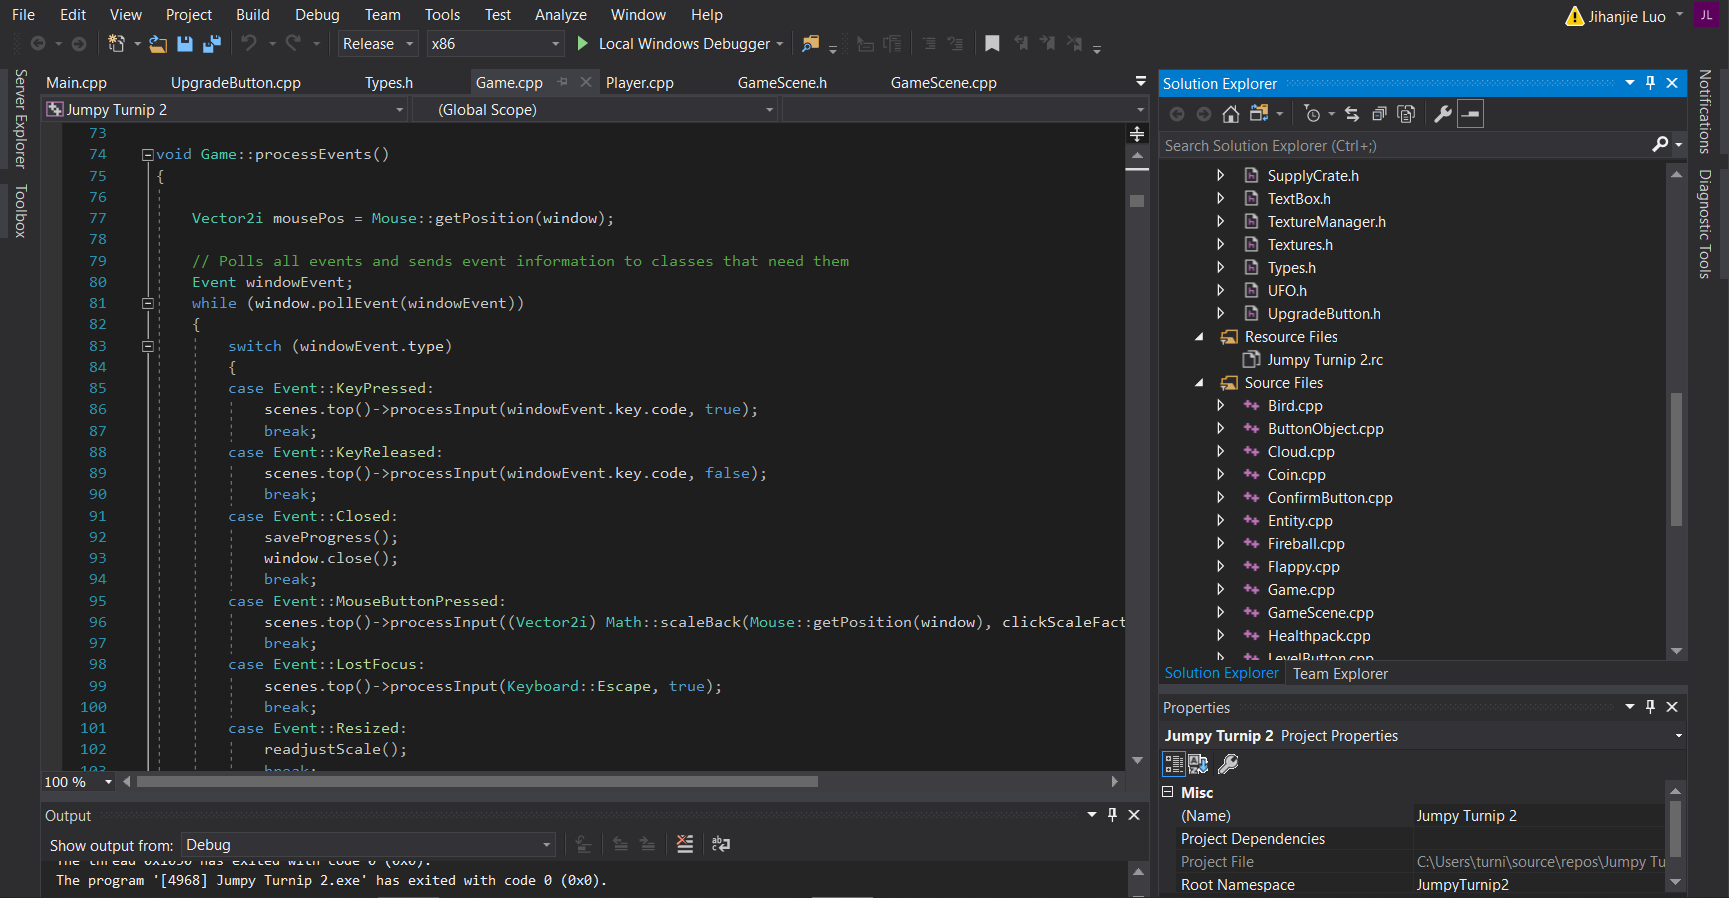 File Edit View Project Build Debug Team Tools Test Analyze Window Help
Jihanjie Luo JL
Release x86 Local Windows Debugger
Server Explorer
Toolbox
Main.cpp UpgradeButton.cpp Types.h Game.cpp Player.cpp GameScene.h GameScene.cpp
Jumpy Turnip 2 (Global Scope)
73
74 void Game::processEvents()
75 {
76
77 Vector2i mousePos = Mouse::getPosition(window);
78
79 // Polls all events and sends event information to classes that need them
80 Event windowEvent;
81 while (window.pollEvent(windowEvent))
82 {
83 switch (windowEvent.type)
84 {
85 case Event::KeyPressed:
86 scenes.top()->processInput(windowEvent.key.code, true);
87 break;
88 case Event::KeyReleased:
89 scenes.top()->processInput(windowEvent.key.code, false);
90 break;
91 case Event::Closed:
92 saveProgress();
93 window.close();
94 break;
95 case Event::MouseButtonPressed:
96 scenes.top()->processInput((Vector2i) Math::scaleBack(Mouse::getPosition(window), clickScaleFact
97 break;
98 case Event::LostFocus:
99 scenes.top()->processInput(Keyboard::Escape, true);
100 break;
101 case Event::Resized:
102 readjustScale();
103 break;
100 %
Output
Show output from: Debug
The thread 0x1650 has exited with code 0 (0x0).
The program '[4968] Jumpy Turnip 2.exe' has exited with code 0 (0x0).
Solution Explorer
Search Solution Explorer (Ctrl+;)
SupplyCrate.h
TextBox.h
TextureManager.h
Textures.h
Types.h
UFO.h
UpgradeButton.h
Resource Files
Jumpy Turnip 2.rc
Source Files
Bird.cpp
ButtonObject.cpp
Cloud.cpp
Coin.cpp
ConfirmButton.cpp
Entity.cpp
Fireball.cpp
Flappy.cpp
Game.cpp
GameScene.cpp
Healthpack.cpp
LevelButton.cpp
Solution Explorer Team Explorer
Properties
Jumpy Turnip 2 Project Properties
Misc
(Name) Jumpy Turnip 2
Project Dependencies
Project File C:\Users\turni\source\repos\Jumpy Tu
Root Namespace JumpyTurnip2
Notifications
Diagnostic Tools